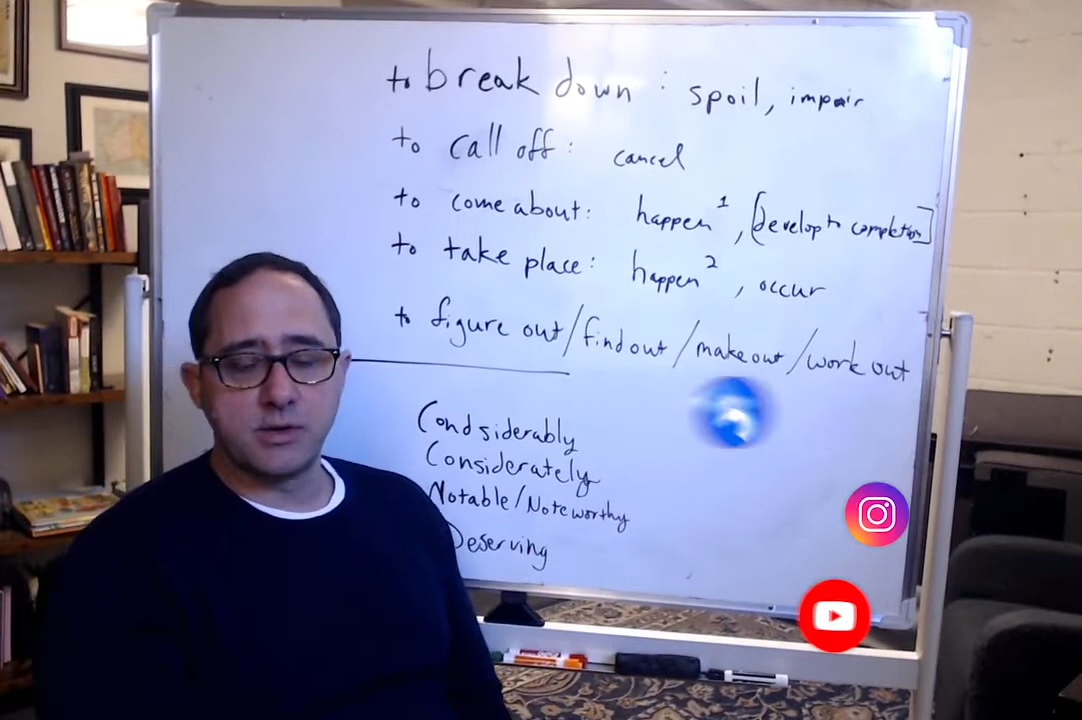 to break down : spoil, impair
to call off : cancel
to come about : happen¹, [develop to completion]
to take place : happen², occur
to figure out/find out/make out/work out
Condsiderably
Considerately
Notable/Noteworthy
Deserving